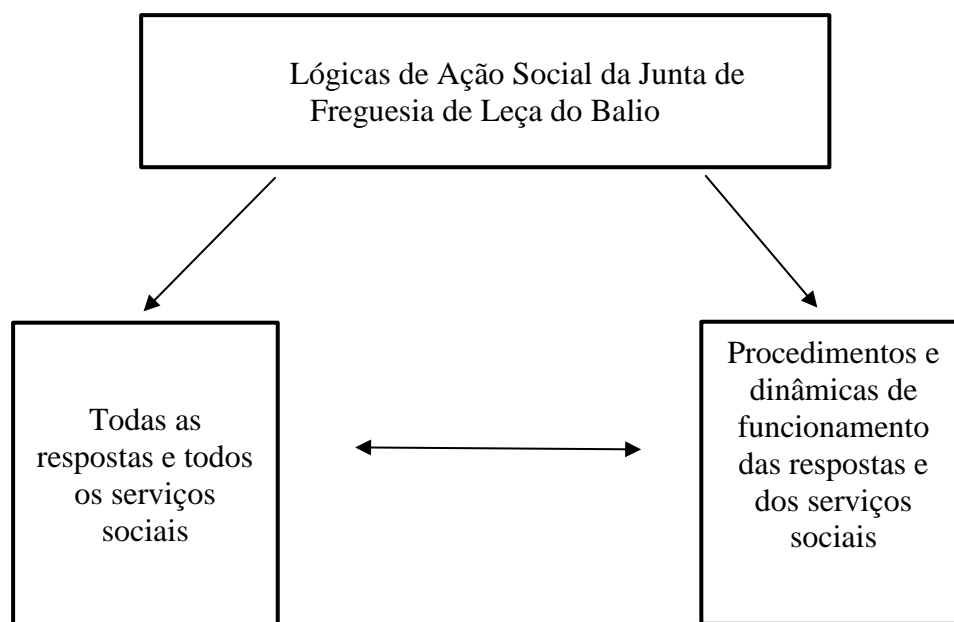 Lógicas de Ação Social da Junta de
Freguesia de Leça do Balio
Todas as
respostas e todos
os serviços
sociais
Procedimentos e
dinâmicas de
funcionamento
das respostas e
dos serviços
sociais